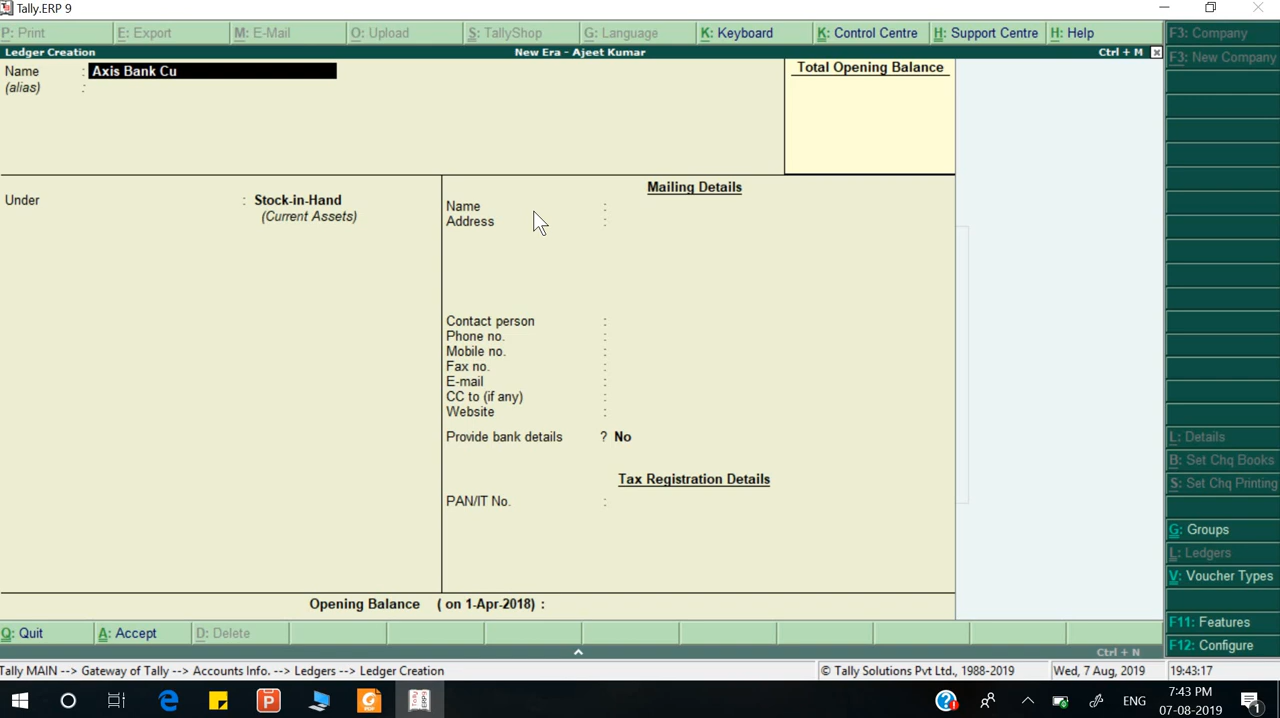 Tally.ERP 9
P: Print E: Export M: E-Mail O: Upload S: TallyShop G: Language K: Keyboard K: Control Centre H: Support Centre H: Help F3: Company
Ledger Creation New Era - Ajeet Kumar Ctrl + M
F3: New Company
Name : Axis Bank Cu
(alias) :
Total Opening Balance
Mailing Details
Under : Stock-in-Hand
(Current Assets)
Name :
Address :
Contact person :
Phone no. :
Mobile no. :
Fax no. :
E-mail :
CC to (if any) :
Website :
Provide bank details ? No
Tax Registration Details
PAN/IT No. :
L: Details
B: Set Chq Books
S: Set Chq Printing
G: Groups
L: Ledgers
V: Voucher Types
F11: Features
F12: Configure
Opening Balance ( on 1-Apr-2018) :
Q: Quit A: Accept D: Delete
Ctrl + N
Tally MAIN --> Gateway of Tally --> Accounts Info. --> Ledgers --> Ledger Creation © Tally Solutions Pvt Ltd., 1988-2019 Wed, 7 Aug, 2019 19:43:17
ENG 7:43 PM
07-08-2019
1